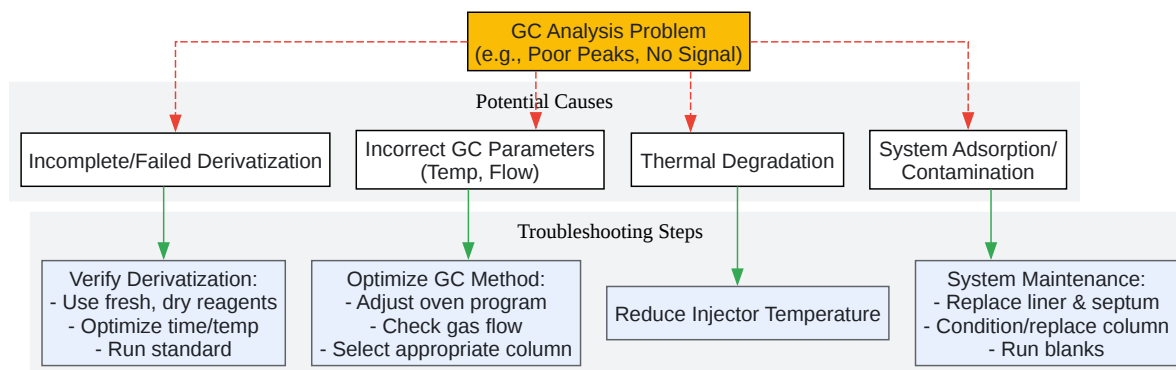 GC Analysis Problem
(e.g., Poor Peaks, No Signal)
Potential Causes
Incomplete/Failed Derivatization
Incorrect GC Parameters
(Temp, Flow)
Thermal Degradation
System Adsorption/
Contamination
Troubleshooting Steps
Verify Derivatization:
- Use fresh, dry reagents
- Optimize time/temp
- Run standard
Optimize GC Method:
- Adjust oven program
- Check gas flow
- Select appropriate column
Reduce Injector Temperature
System Maintenance:
- Replace liner & septum
- Condition/replace column
- Run blanks